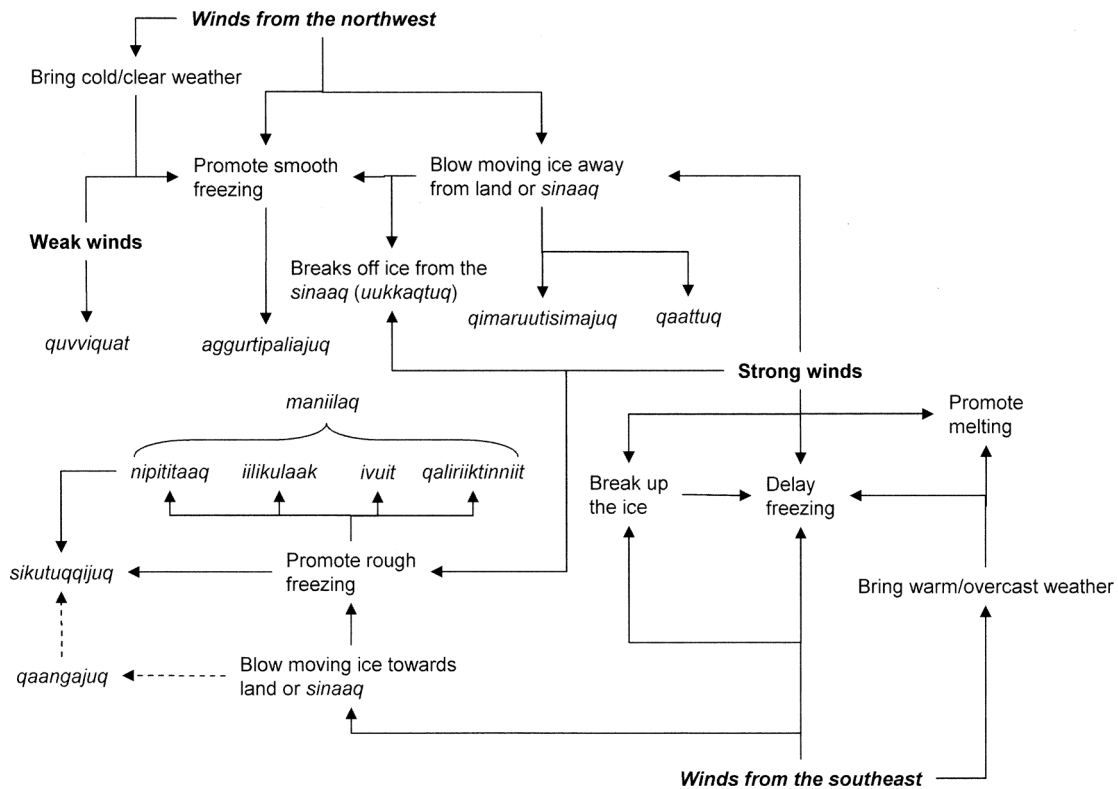 Winds from the northwest
Bring cold/clear weather
Promote smooth
freezing
Blow moving ice away
from land or sinaaq
Weak winds
Breaks off ice from the
sinaaq (uukkaqtuq)
quvviquat
aggurtipaliajuq
qimaruutisimajuq
qaattuq
Strong winds
maniilaq
Promote
melting
nipititaaq
iilikulaak
ivuit
qaliriiktinniit
Break up
the ice
Delay
freezing
sikutuqqijuq
Promote rough
freezing
Bring warm/overcast weather
qaangajuq
Blow moving ice towards
land or sinaaq
Winds from the southeast